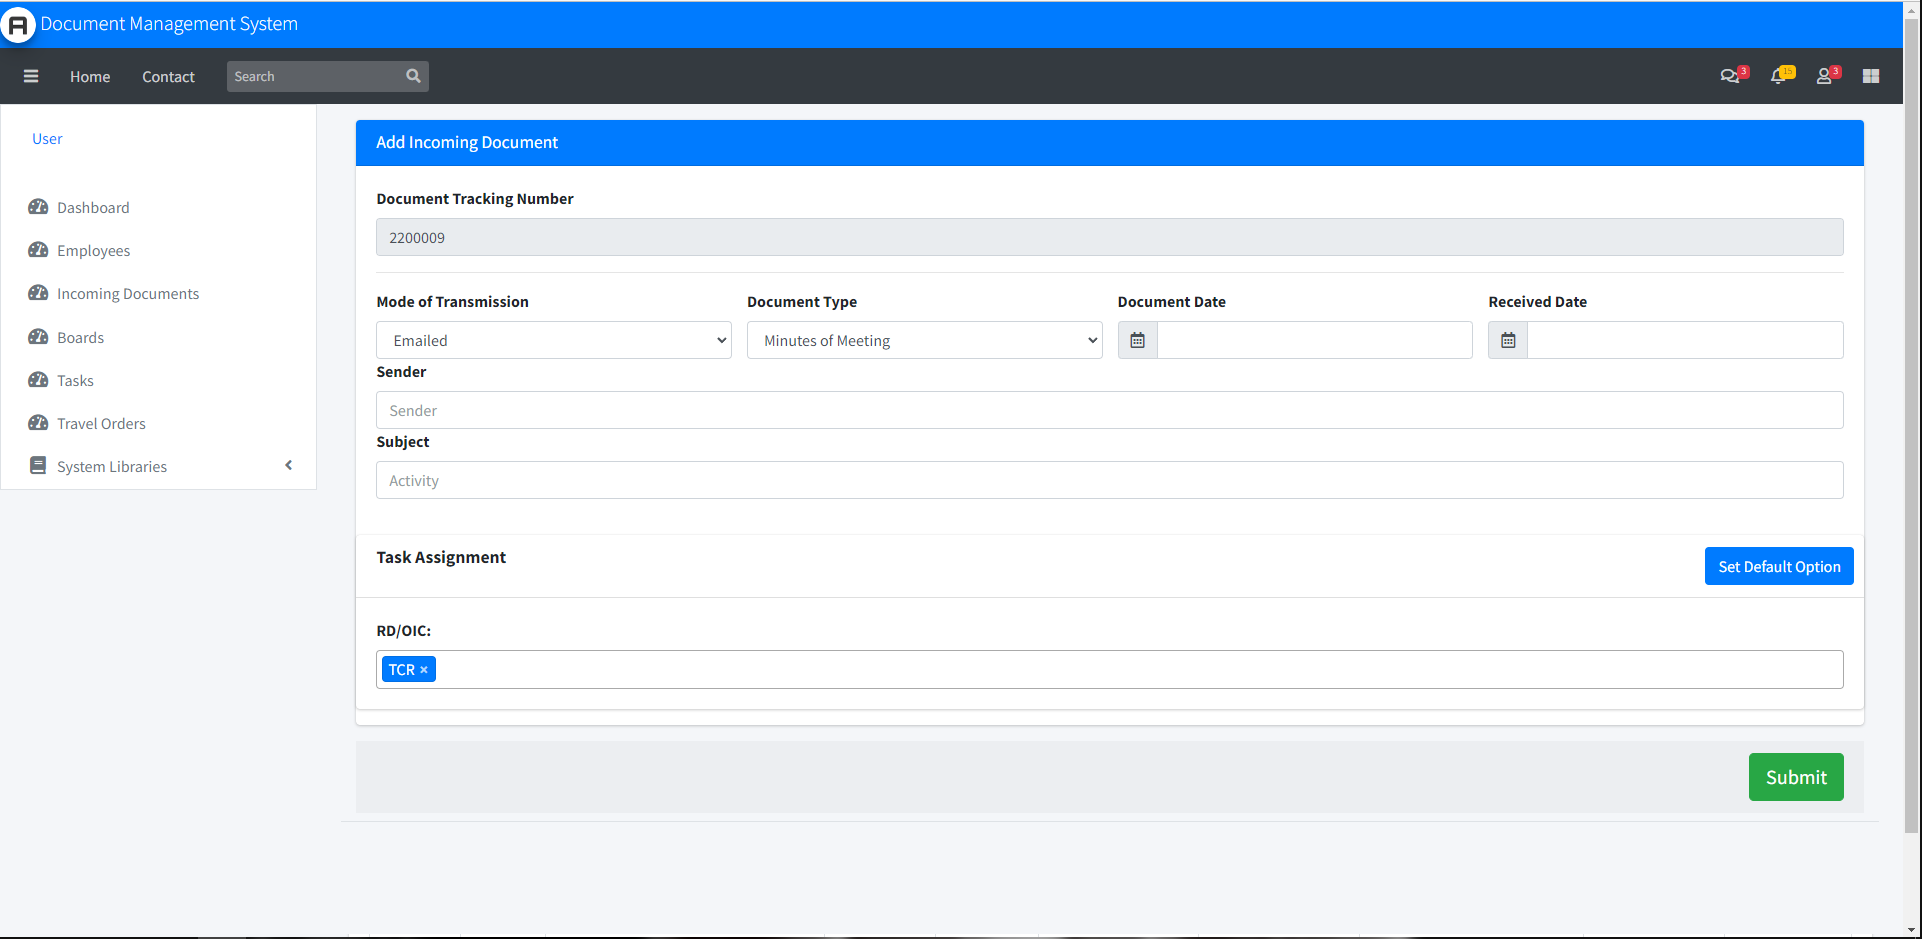 A Document Management System
Home Contact Search 3 15 3
User
Dashboard
Employees
Incoming Documents
Boards
Tasks
Travel Orders
System Libraries
Add Incoming Document
Document Tracking Number
2200009
Mode of Transmission Document Type Document Date Received Date
Emailed Minutes of Meeting
Sender
Sender
Subject
Activity
Task Assignment
Set Default Option
RD/OIC:
TCR ×
Submit